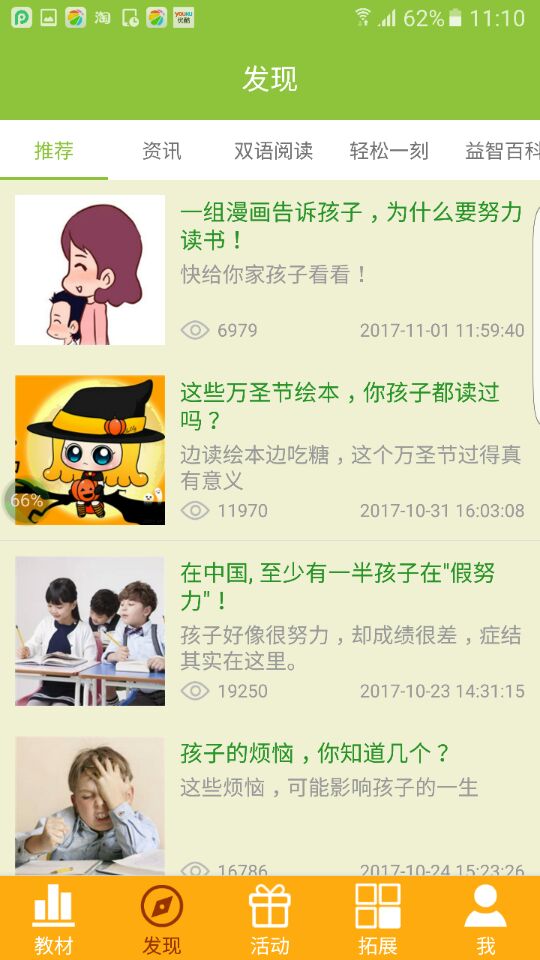 淘
YOUKU
优酷
62%
11:10
发现
推荐
资讯
双语阅读
轻松一刻
益智百科
一组漫画告诉孩子，为什么要努力
读书！
快给你家孩子看看！
6979
2017-11-01 11:59:40
这些万圣节绘本，你孩子都读过
吗？
边读绘本边吃糖，这个万圣节过得真
有意义
11970
2017-10-31 16:03:08
66%
在中国, 至少有一半孩子在"假努
力"！
孩子好像很努力，却成绩很差，症结
其实在这里。
19250
2017-10-23 14:31:15
孩子的烦恼，你知道几个？
这些烦恼，可能影响孩子的一生
16786
2017-10-24 15:23:26
教材
发现
活动
拓展
我